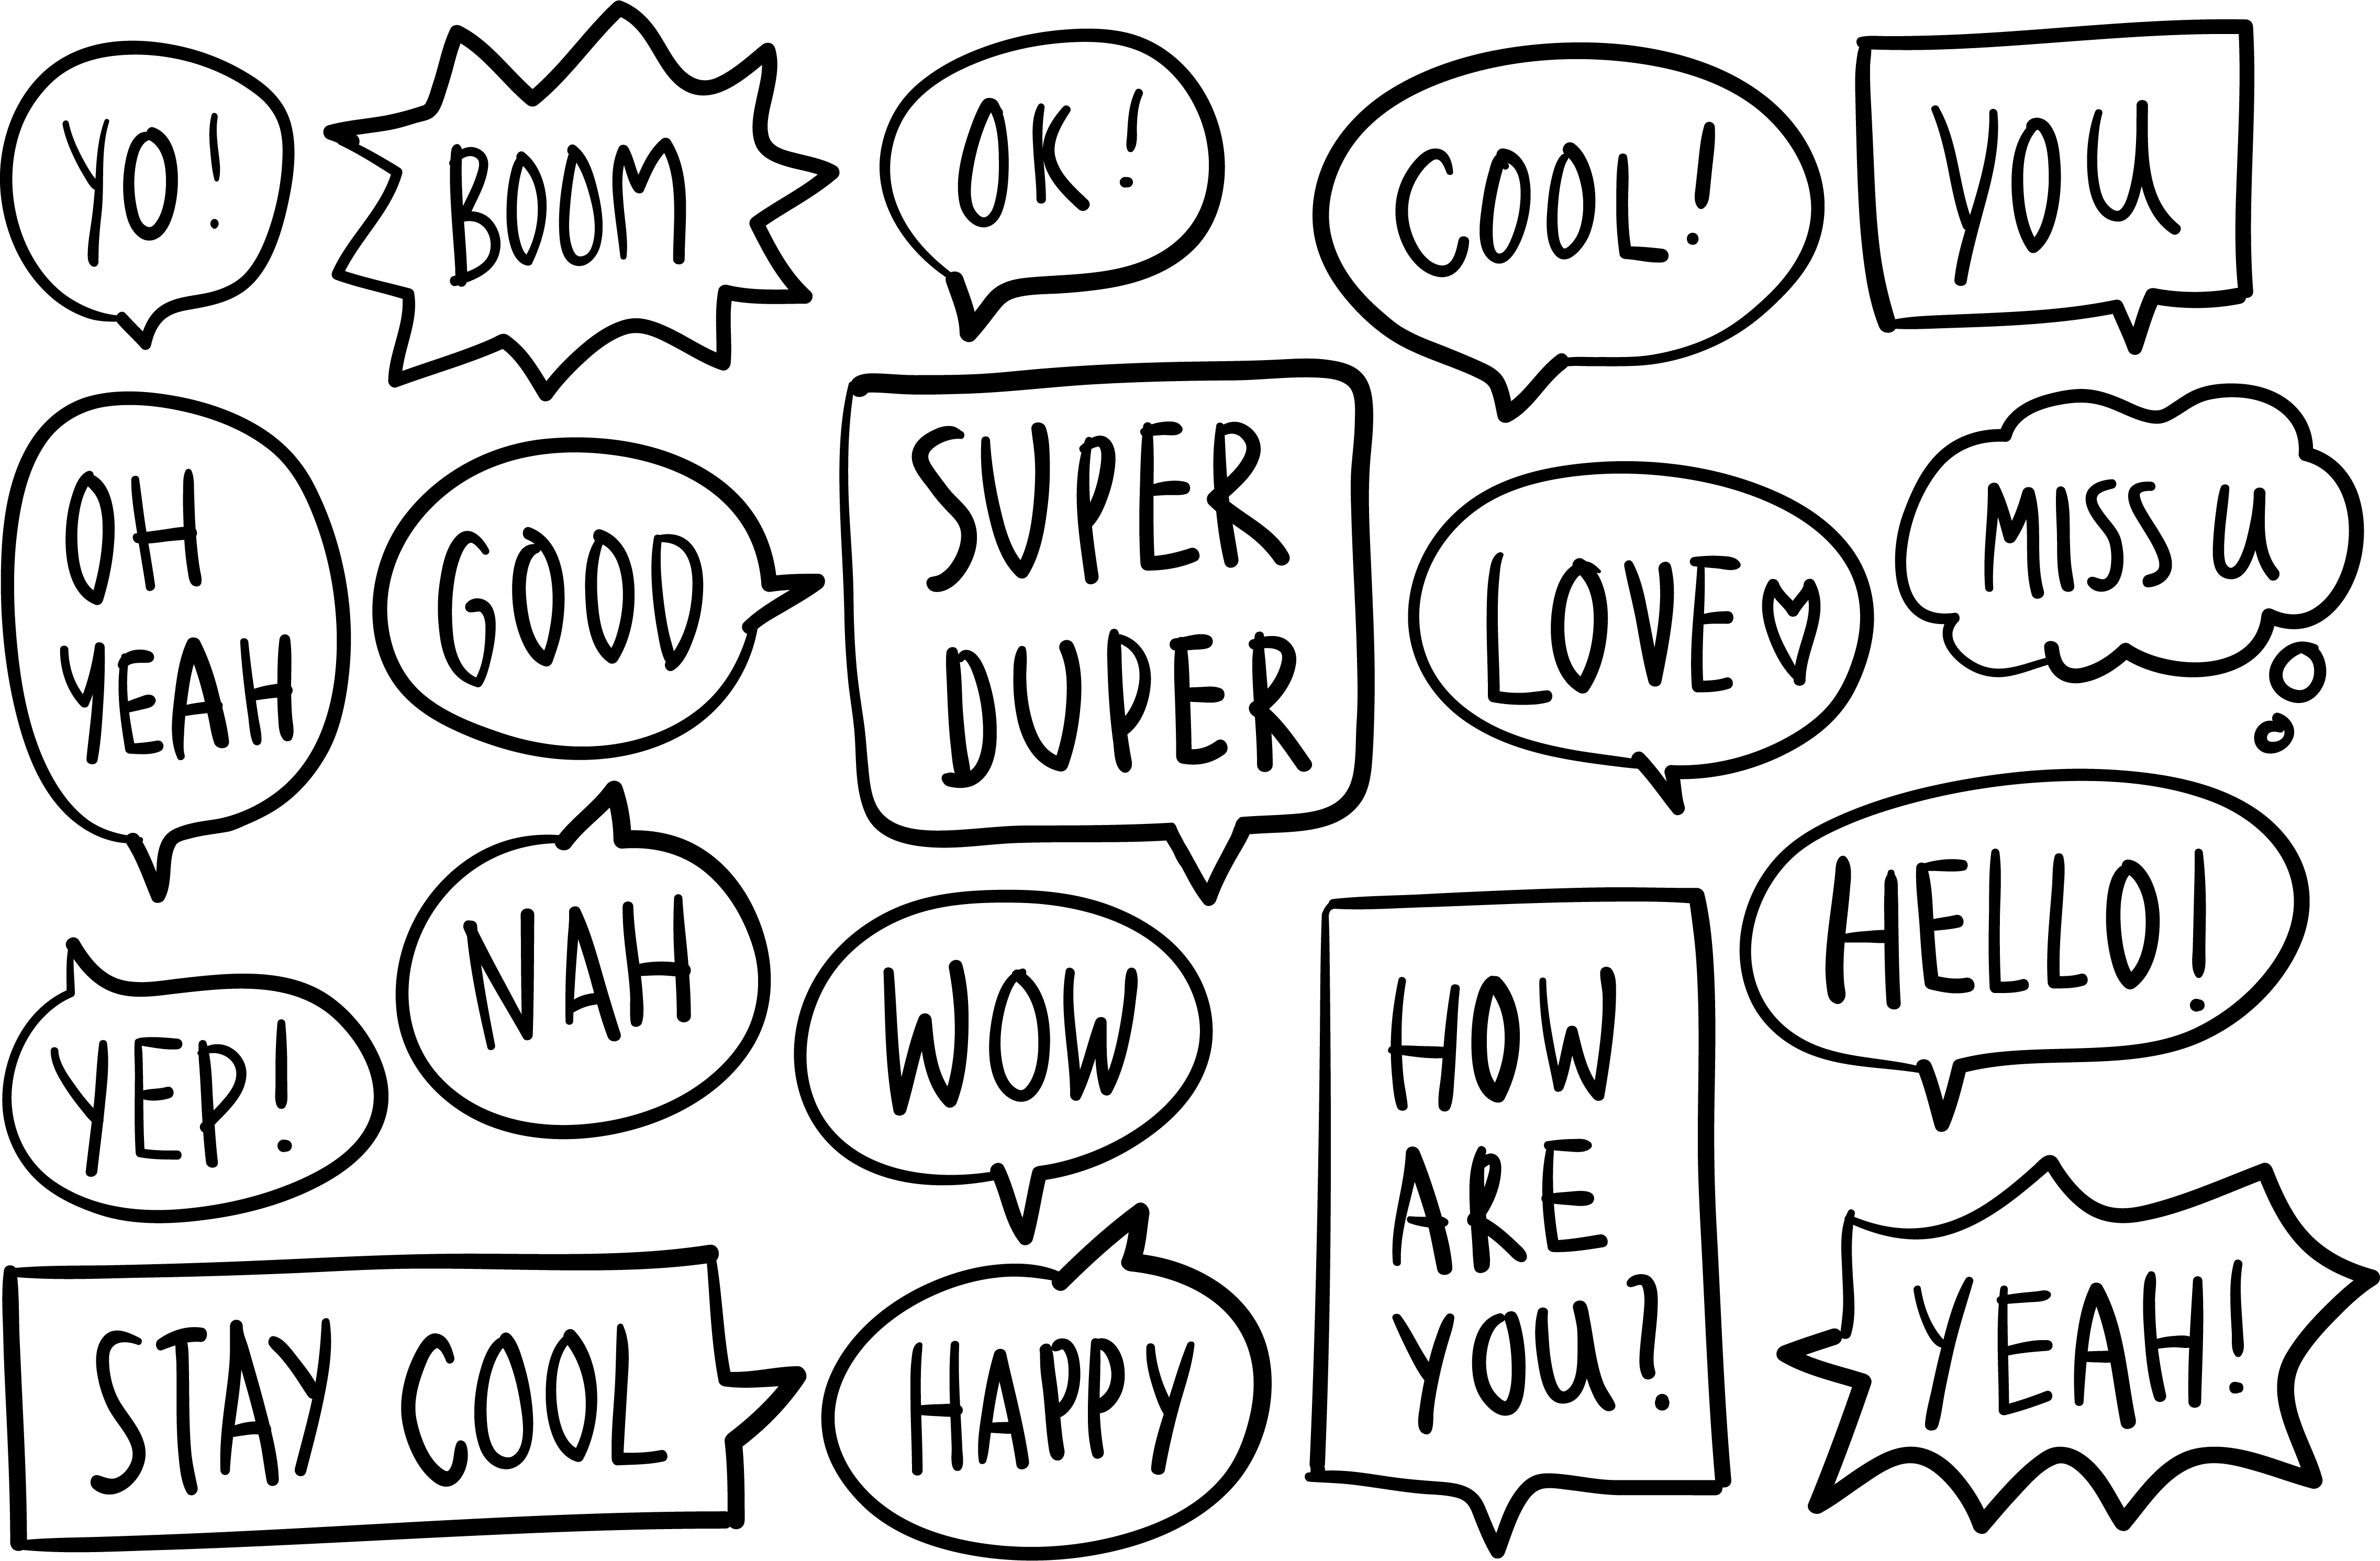 YO!
BOOM
OK!
COOL!
YOU
OH
YEAH
GOOD
SUPER
DUPER
LOVE M
MISS U
YEP!
NAH
WOW
HOW
ARE
YOU?
HELLO!
STAY COOL
HAPPY
YEAH!